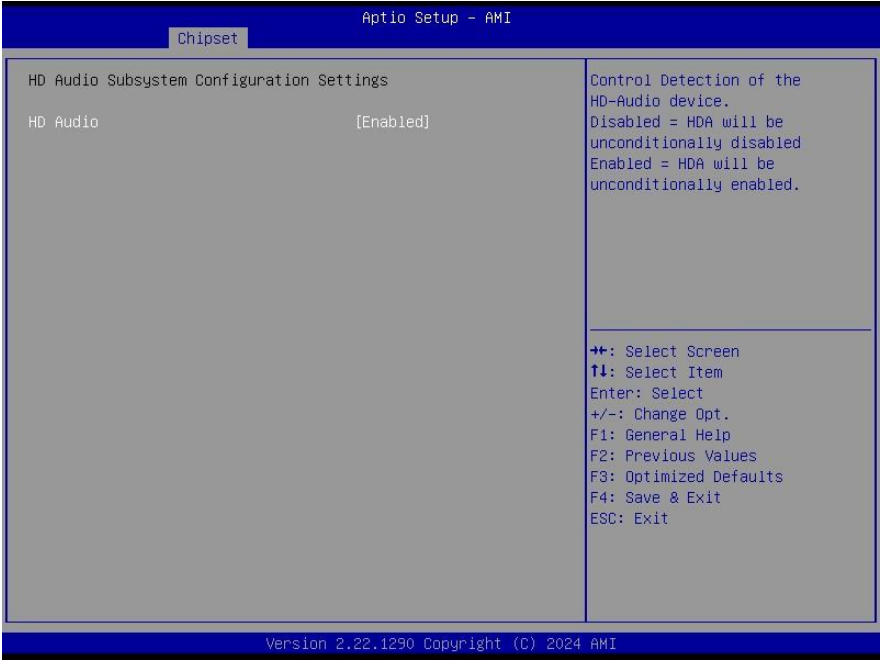 Aptio Setup – AMI
Chipset
HD Audio Subsystem Configuration Settings
HD Audio [Enabled]
Control Detection of the
HD-Audio device.
Disabled = HDA will be
unconditionally disabled
Enabled = HDA will be
unconditionally enabled.
→←: Select Screen
↑↓: Select Item
Enter: Select
+/-: Change Opt.
F1: General Help
F2: Previous Values
F3: Optimized Defaults
F4: Save & Exit
ESC: Exit
Version 2.22.1290 Copyright (C) 2024 AMI